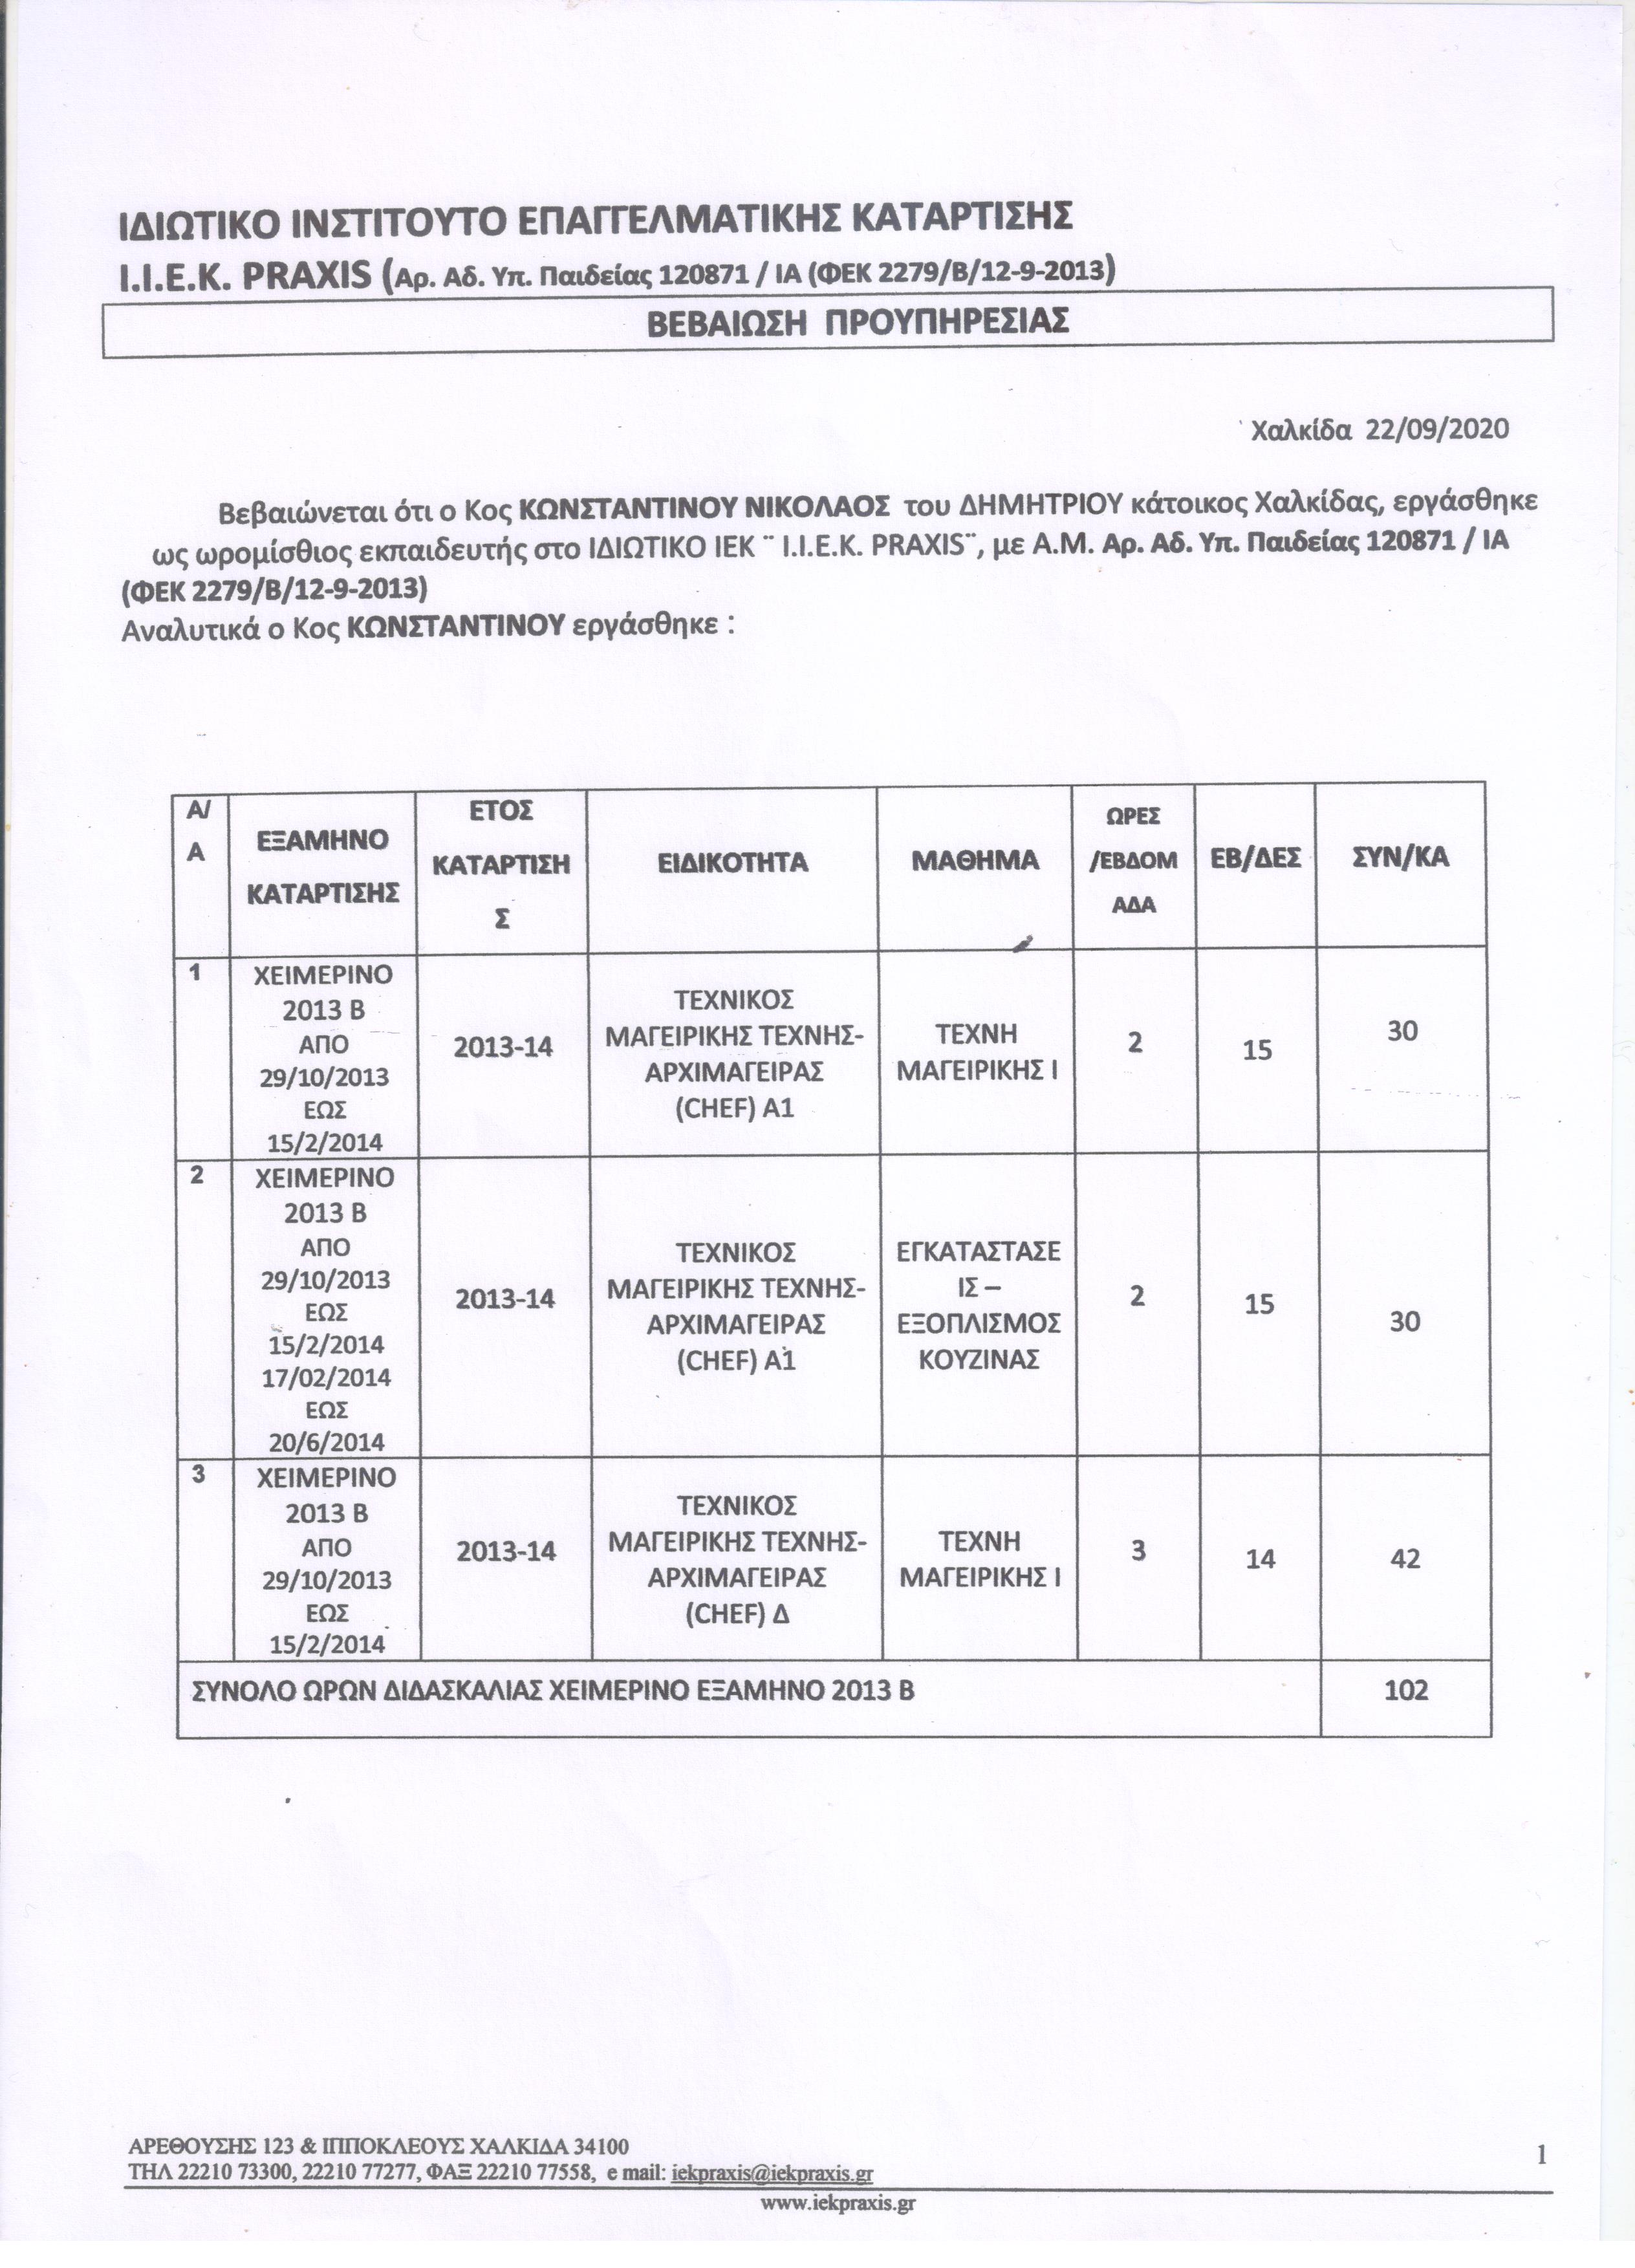 ΙΔΙΩΤΙΚΟ ΙΝΣΤΙΤΟΥΤΟ ΕΠΑΓΓΕΛΜΑΤΙΚΗΣ ΚΑΤΑΡΤΙΣΗΣ
Ι.Ι.Ε.Κ. PRAXIS (Αρ. Αδ. Υπ. Παιδείας 120871 / ΙΑ (ΦΕΚ 2279/Β/12-9-2013)
ΒΕΒΑΙΩΣΗ ΠΡΟΥΠΗΡΕΣΙΑΣ
Χαλκίδα 22/09/2020
Βεβαιώνεται ότι ο Κος ΚΩΝΣΤΑΝΤΙΝΟΥ ΝΙΚΟΛΑΟΣ του ΔΗΜΗΤΡΙΟΥ κάτοικος Χαλκίδας, εργάσθηκε
ως ωρομίσθιος εκπαιδευτής στο ΙΔΙΩΤΙΚΟ ΙΕΚ ¨ Ι.Ι.Ε.Κ. PRAXIS¨, με Α.Μ. Αρ. Αδ. Υπ. Παιδείας 120871 / ΙΑ
(ΦΕΚ 2279/Β/12-9-2013)
Αναλυτικά ο Κος ΚΩΝΣΤΑΝΤΙΝΟΥ εργάσθηκε :
Α/
Α
ΕΞΑΜΗΝΟ
ΚΑΤΑΡΤΙΣΗΣ
ΕΤΟΣ
ΚΑΤΑΡΤΙΣΗ
Σ
ΕΙΔΙΚΟΤΗΤΑ
ΜΑΘΗΜΑ
ΩΡΕΣ
/ΕΒΔΟΜ
ΑΔΑ
ΕΒ/ΔΕΣ
ΣΥΝ/ΚΑ
1
ΧΕΙΜΕΡΙΝΟ
2013 Β
ΑΠΟ
29/10/2013
ΕΩΣ
15/2/2014
2013-14
ΤΕΧΝΙΚΟΣ
ΜΑΓΕΙΡΙΚΗΣ ΤΕΧΝΗΣ-
ΑΡΧΙΜΑΓΕΙΡΑΣ
(CHEF) Α1
ΤΕΧΝΗ
ΜΑΓΕΙΡΙΚΗΣ Ι
2
15
30
2
ΧΕΙΜΕΡΙΝΟ
2013 Β
ΑΠΟ
29/10/2013
ΕΩΣ
15/2/2014
17/02/2014
ΕΩΣ
20/6/2014
2013-14
ΤΕΧΝΙΚΟΣ
ΜΑΓΕΙΡΙΚΗΣ ΤΕΧΝΗΣ-
ΑΡΧΙΜΑΓΕΙΡΑΣ
(CHEF) Α1
ΕΓΚΑΤΑΣΤΑΣΕ
ΙΣ –
ΕΞΟΠΛΙΣΜΟΣ
ΚΟΥΖΙΝΑΣ
2
15
30
3
ΧΕΙΜΕΡΙΝΟ
2013 Β
ΑΠΟ
29/10/2013
ΕΩΣ
15/2/2014
2013-14
ΤΕΧΝΙΚΟΣ
ΜΑΓΕΙΡΙΚΗΣ ΤΕΧΝΗΣ-
ΑΡΧΙΜΑΓΕΙΡΑΣ
(CHEF) Δ
ΤΕΧΝΗ
ΜΑΓΕΙΡΙΚΗΣ Ι
3
14
42
ΣΥΝΟΛΟ ΩΡΩΝ ΔΙΔΑΣΚΑΛΙΑΣ ΧΕΙΜΕΡΙΝΟ ΕΞΑΜΗΝΟ 2013 Β
102
ΑΡΕΘΟΥΣΗΣ 123 & ΙΠΠΟΚΛΕΟΥΣ ΧΑΛΚΙΔΑ 34100
ΤΗΛ 22210 73300, 22210 77277, ΦΑΞ 22210 77558, e mail: iekpraxis@iekpraxis.gr
1
www.iekpraxis.gr